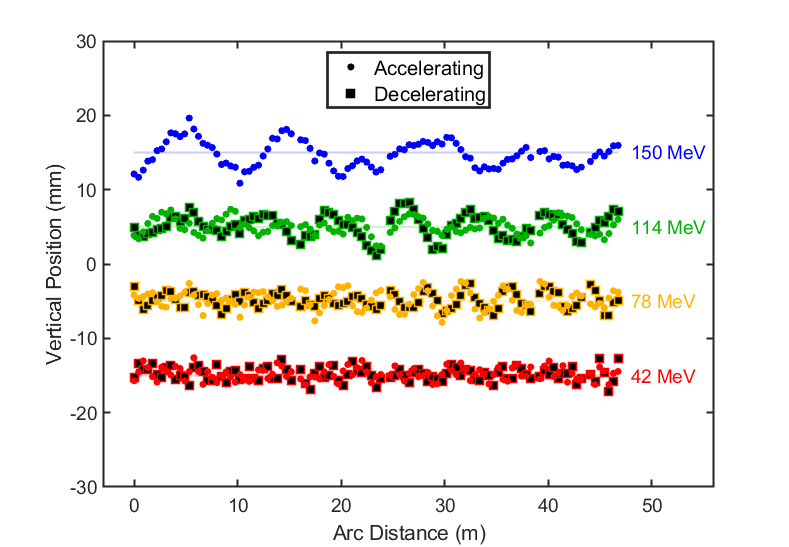 30
20
10
0
-10
-20
-30
Vertical Position (mm)
Accelerating
Decelerating
150 MeV
114 MeV
78 MeV
42 MeV
0 10 20 30 40 50
Arc Distance (m)